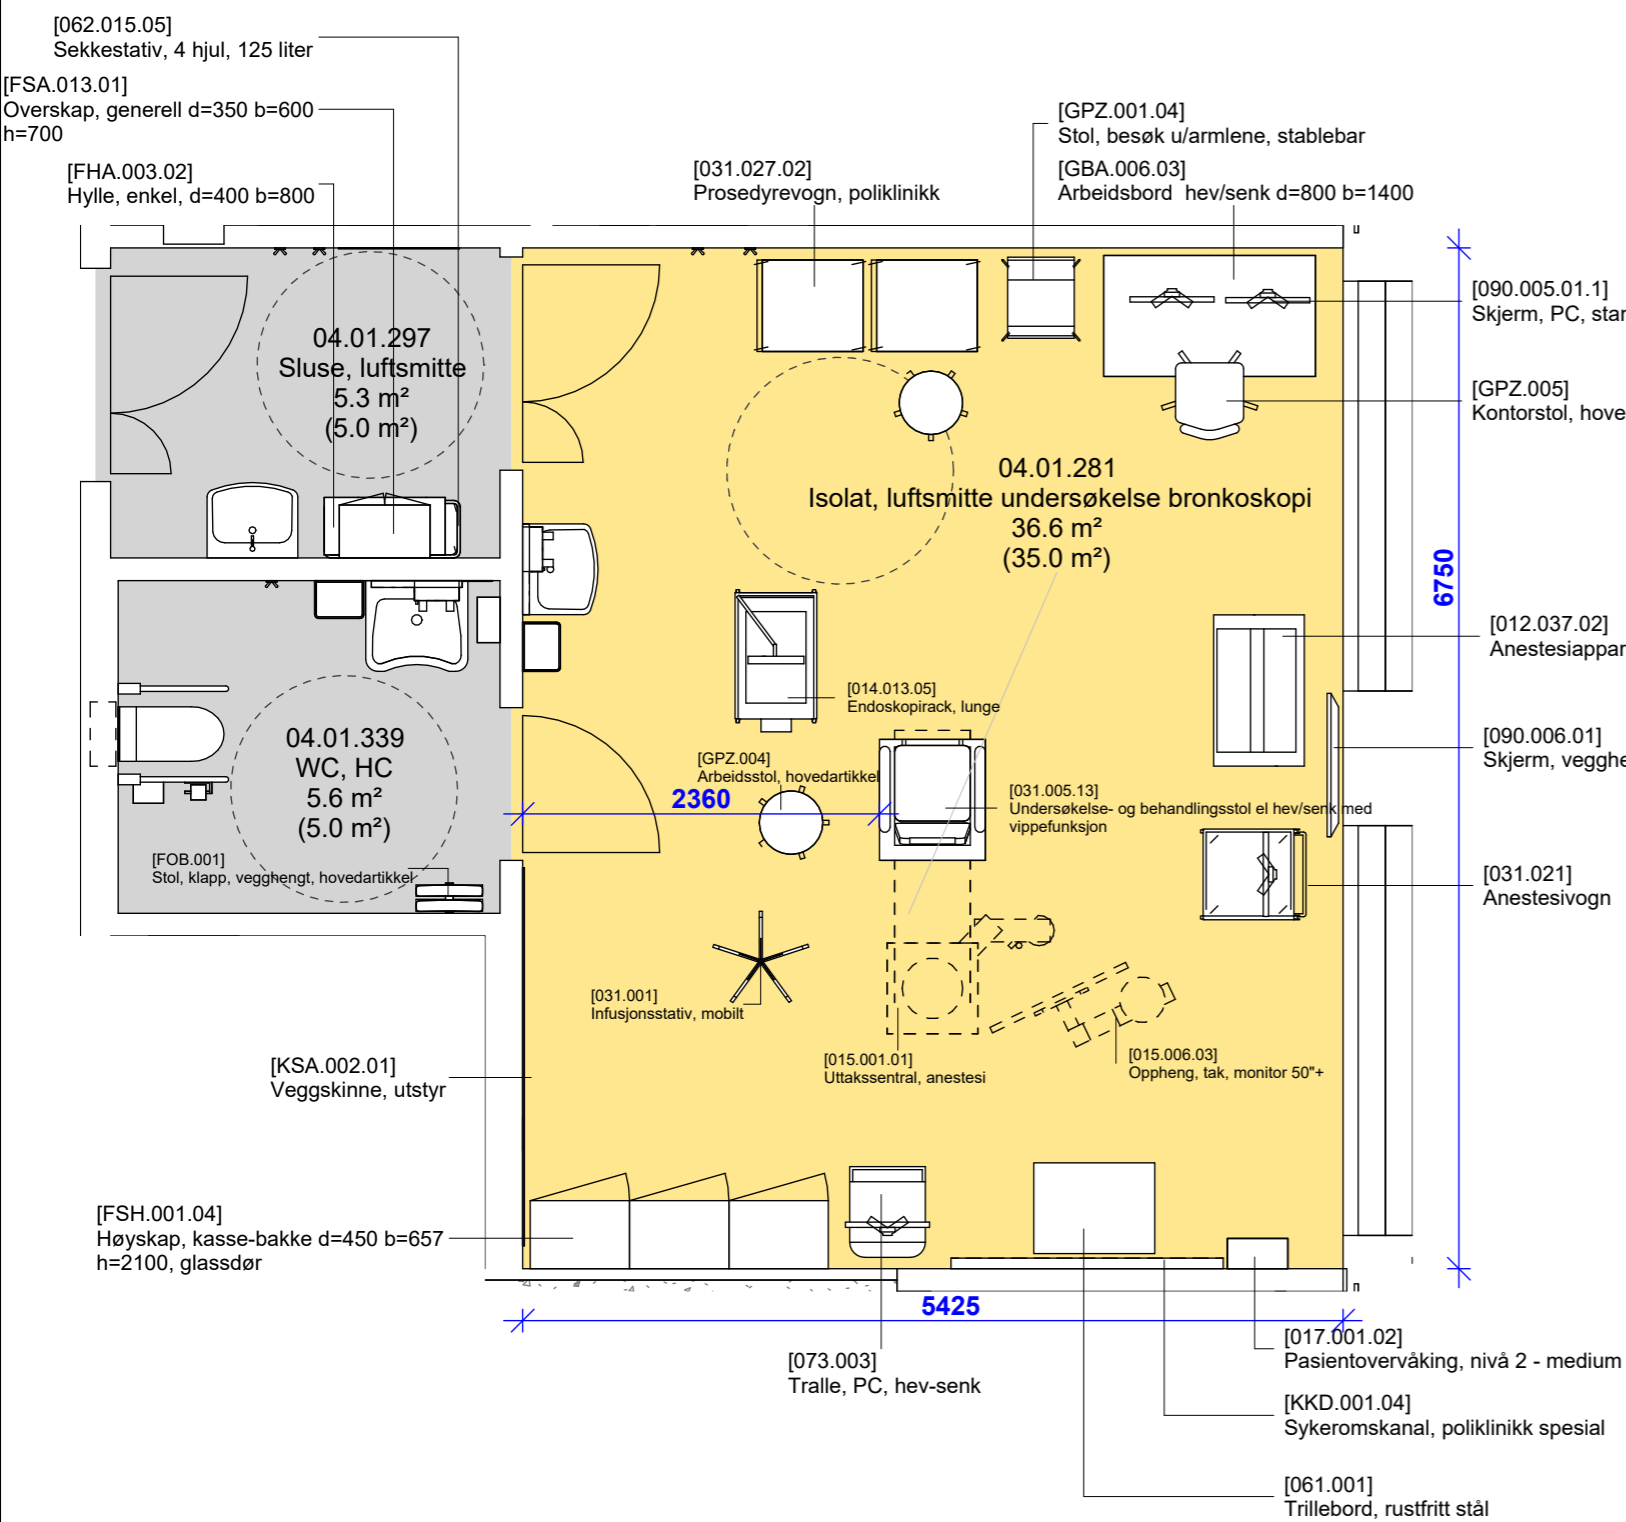 [062.015.05]
Sekkestativ, 4 hjul, 125 liter
[FSA.013.01]
Overskap, generell d=350 b=600
h=700
[FHA.003.02]
Hylle, enkel, d=400 b=800
[031.027.02]
Prosedyrevogn, poliklinikk
[GPZ.001.04]
Stol, besøk u/armlene, stablebar
[GBA.006.03]
Arbeidsbord hev/senk d=800 b=1400
[090.005.01.1]
Skjerm, PC, star
[GPZ.005]
Kontorstol, hove
04.01.297
Sluse, luftsmitte
5.3 m²
(5.0 m²)
04.01.281
Isolat, luftsmitte undersøkelse bronkoskopi
36.6 m²
(35.0 m²)
6750
[012.037.02]
Anestesiappar
[014.013.05]
Endoskopirack, lunge
04.01.339
WC, HC
5.6 m²
(5.0 m²)
[090.006.01]
Skjerm, vegghe
[GPZ.004]
Arbeidsstol, hovedartikkel
2360
[031.005.13]
Undersøkelse- og behandlingsstol el hev/senk med
vippefunksjon
[FOB.001]
Stol, klapp, vegghengt, hovedartikkel
[031.021]
Anestesivogn
[031.001]
Infusjonsstativ, mobilt
[015.001.01]
Uttakssentral, anestesi
[015.006.03]
Oppheng, tak, monitor 50"+
[KSA.002.01]
Veggskinne, utstyr
[FSH.001.04]
Høyskap, kasse-bakke d=450 b=657
h=2100, glassdør
5425
[073.003]
Tralle, PC, hev-senk
[017.001.02]
Pasientovervåking, nivå 2 - medium
[KKD.001.04]
Sykeromskanal, poliklinikk spesial
[061.001]
Trillebord, rustfritt stål